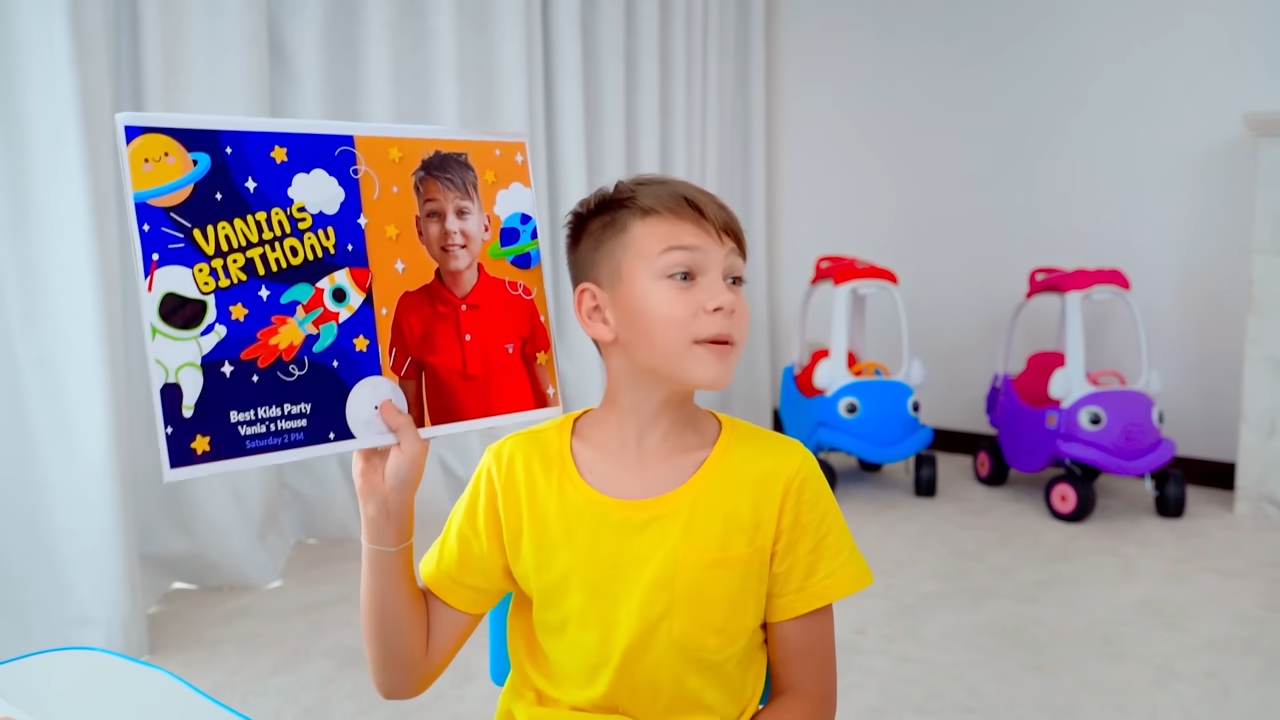 VANIA'S
BIRTHDAY
Best Kids Party
Vania's House
Saturday 2 PM